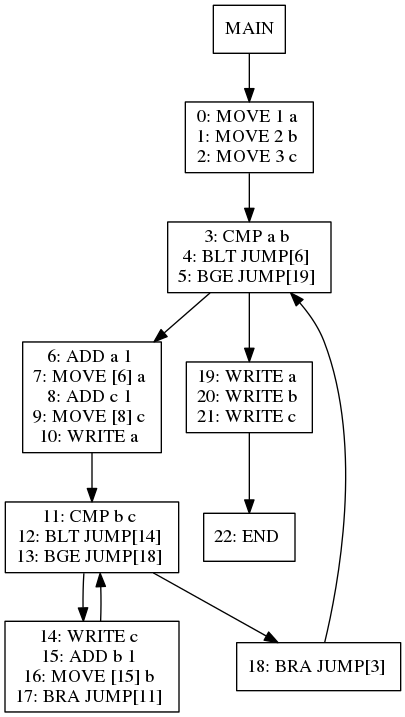 MAIN
0: MOVE 1 a
1: MOVE 2 b
2: MOVE 3 c
3: CMP a b
4: BLT JUMP[6]
5: BGE JUMP[19]
6: ADD a 1
7: MOVE [6] a
8: ADD c 1
9: MOVE [8] c
10: WRITE a
19: WRITE a
20: WRITE b
21: WRITE c
11: CMP b c
12: BLT JUMP[14]
13: BGE JUMP[18]
22: END
14: WRITE c
15: ADD b 1
16: MOVE [15] b
17: BRA JUMP[11]
18: BRA JUMP[3]